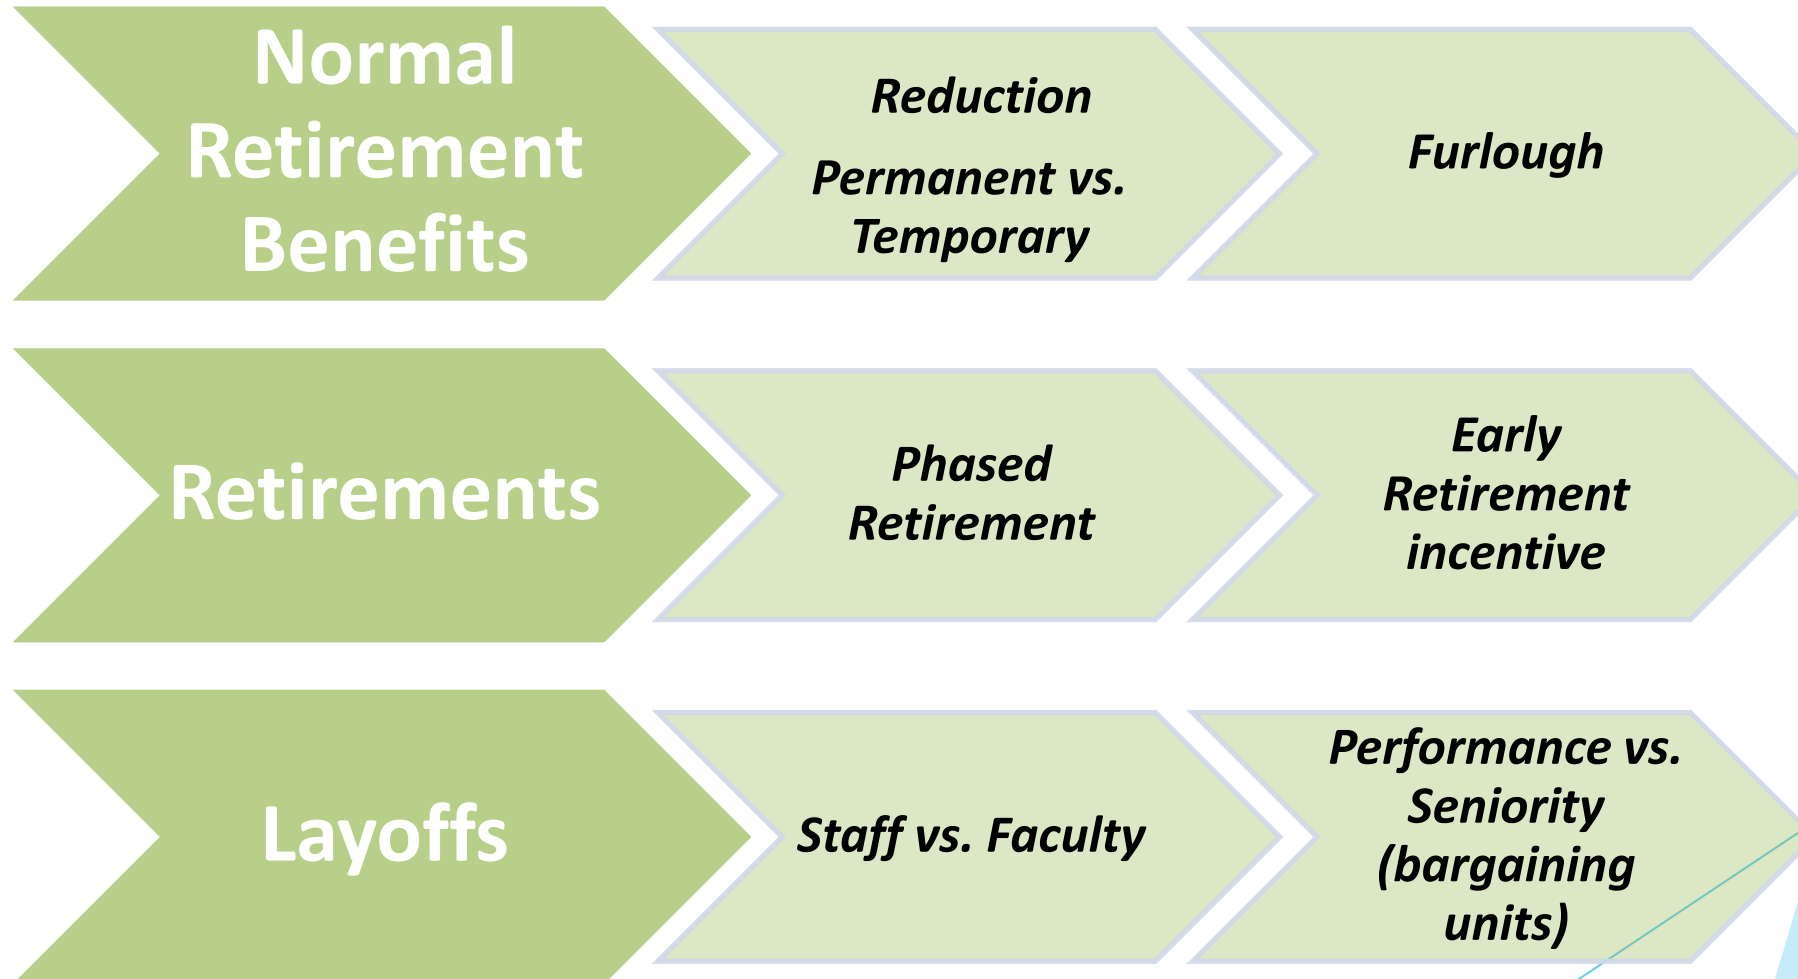 Normal
Retirement
Benefits
Reduction
Permanent vs.
Temporary
Furlough
Retirements
Phased
Retirement
Early
Retirement
incentive
Layoffs
Staff vs. Faculty
Performance vs.
Seniority
(bargaining
units)